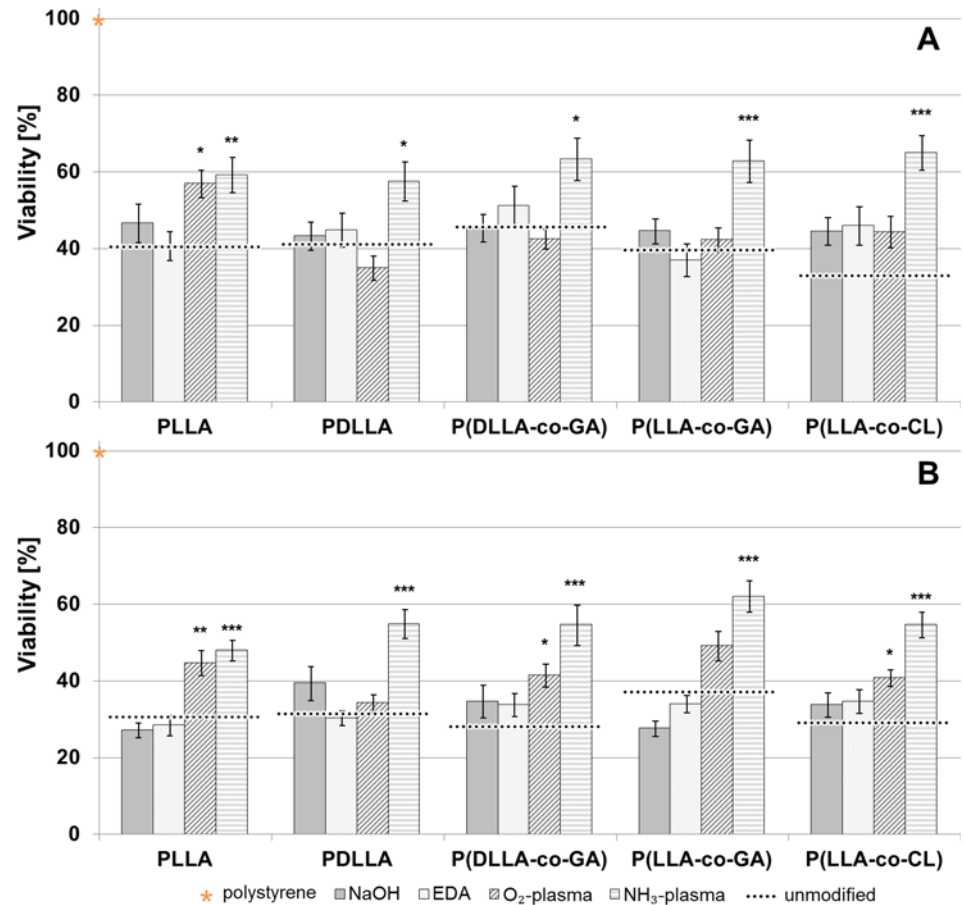 A
Viability [%]
100
80
60
40
20
0
* ** * * *** ***
PLLA PDLLA P(DLLA-co-GA) P(LLA-co-GA) P(LLA-co-CL)
B
Viability [%]
100
80
60
40
20
0
** *** *** * *** *** * ***
PLLA PDLLA P(DLLA-co-GA) P(LLA-co-GA) P(LLA-co-CL)
* polystyrene NaOH EDA O₂-plasma NH₃-plasma unmodified